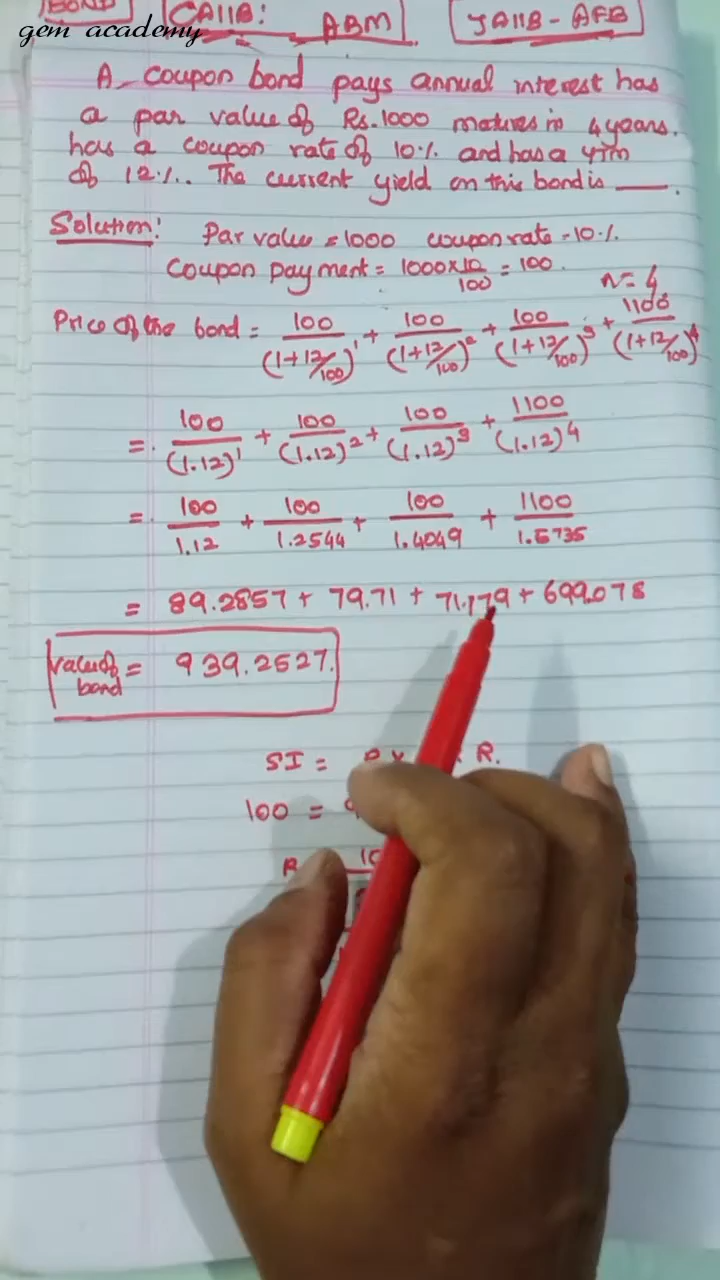 BOND CAIIB: ABM JAIIB-AFB
gem academy
A coupon bond pays annual interest has
a par value of Rs.1000 matures in 4 years.
has a coupon rate of 10% and has a YTM
of 12%. The current yield on this bond is ___.
Solution: Par value = 1000 coupon rate = 10%.
Coupon payment = 1000×10/100 = 100. n=4
Price of the bond = 100/(1+12/100)^1 + 100/(1+12/100)^2 + 100/(1+12/100)^3 + 1100/(1+12/100)^4
= 100/(1.12)^1 + 100/(1.12)^2 + 100/(1.12)^3 + 1100/(1.12)^4
= 100/1.12 + 100/1.2544 + 100/1.4049 + 1100/1.5735
= 89.2857 + 79.71 + 71.179 + 699.078
value of bond = 939.2527.
SI = R.
100 =
R